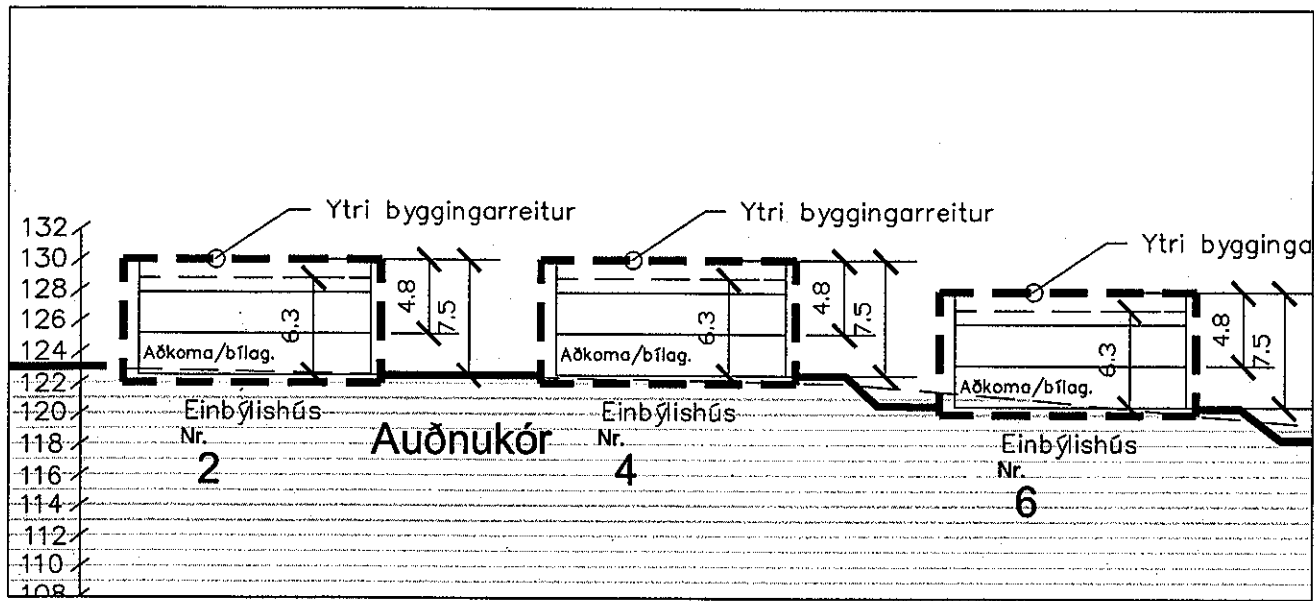 Ytri byggingarreitur
Ytri byggingarreitur
Ytri bygginga
132
130
128
126
124
122
120
118
116
114
112
110
108
6.3
4.8
7.5
Aðkoma/bílag.
Einbýlishús
Nr.
2
Auðnukór
6.3
4.8
7.5
Aðkoma/bílag.
Einbýlishús
Nr.
4
6.3
4.8
7.5
Aðkoma/bílag.
Einbýlishús
Nr.
6